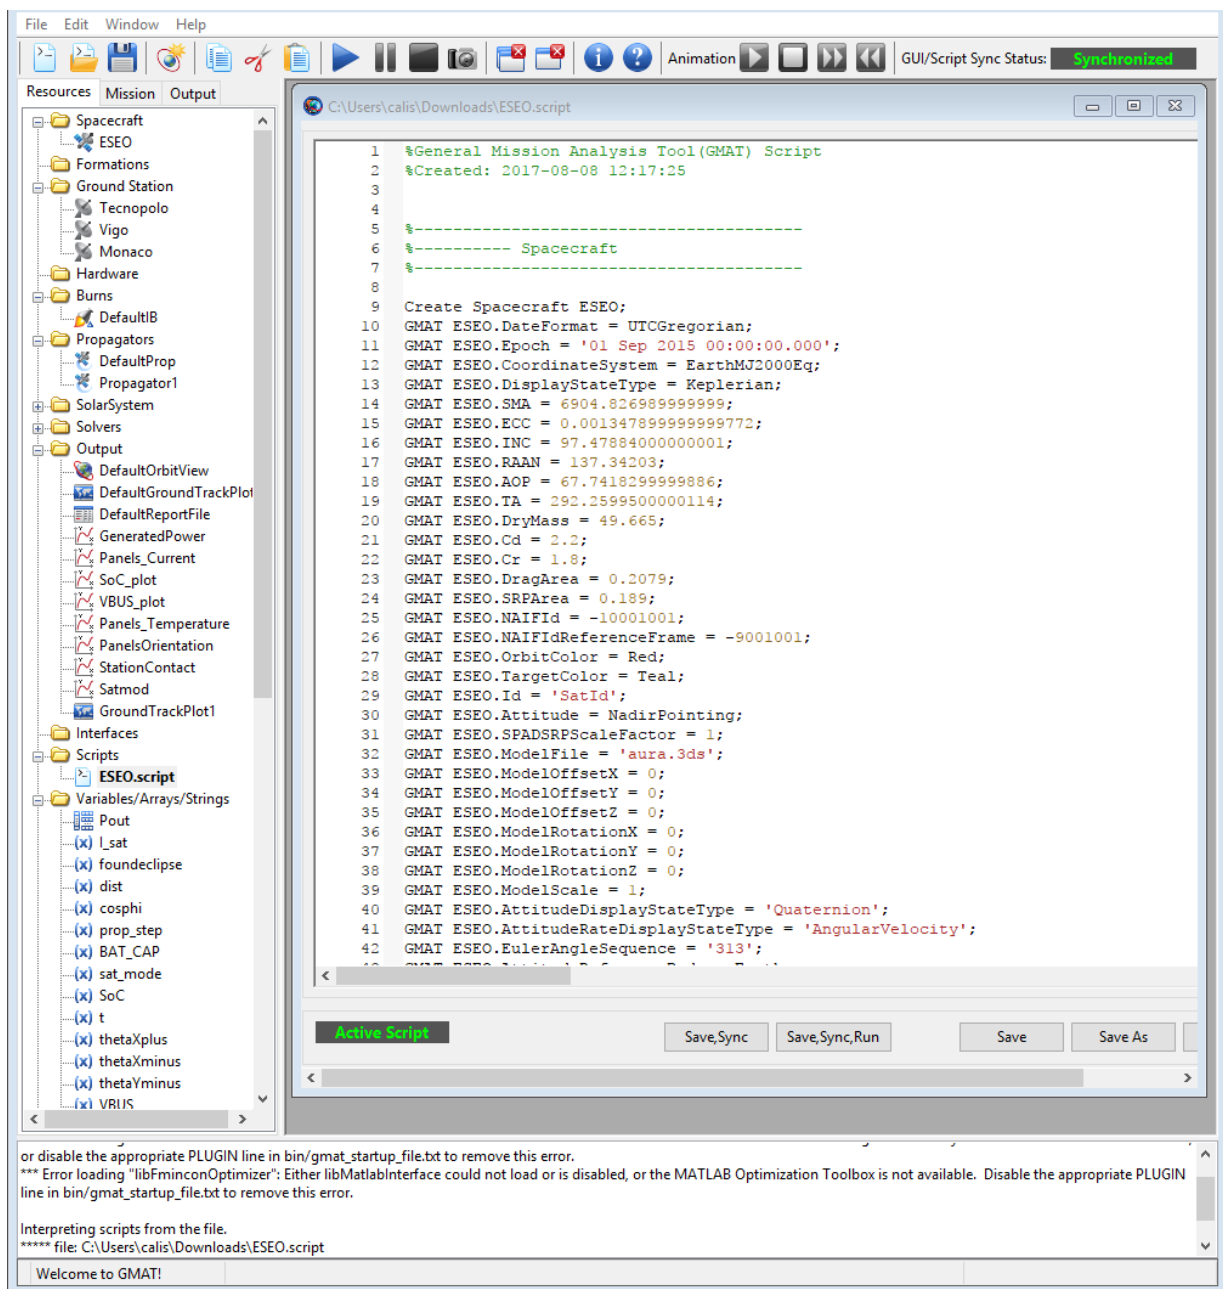 File Edit Window Help
Animation GUI/Script Sync Status: Synchronized
Resources Mission Output
Spacecraft
ESEO
Formations
Ground Station
Tecnopolo
Vigo
Monaco
Hardware
Burns
DefaultIB
Propagators
DefaultProp
Propagator1
SolarSystem
Solvers
Output
DefaultOrbitView
DefaultGroundTrackPlot
DefaultReportFile
GeneratedPower
Panels_Current
SoC_plot
VBUS_plot
Panels_Temperature
PanelsOrientation
StationContact
Satmod
GroundTrackPlot1
Interfaces
Scripts
ESEO.script
Variables/Arrays/Strings
Pout
I_sat
foundeclipse
dist
cosphi
prop_step
BAT_CAP
sat_mode
SoC
t
thetaXplus
thetaXminus
thetaYminus
VBUS
C:\Users\calis\Downloads\ESEO.script
1 %General Mission Analysis Tool(GMAT) Script
2 %Created: 2017-08-08 12:17:25
3
4
5 %----------------------------------------
6 %---------- Spacecraft
7 %----------------------------------------
8
9 Create Spacecraft ESEO;
10 GMAT ESEO.DateFormat = UTCGregorian;
11 GMAT ESEO.Epoch = '01 Sep 2015 00:00:00.000';
12 GMAT ESEO.CoordinateSystem = EarthMJ2000Eq;
13 GMAT ESEO.DisplayStateType = Keplerian;
14 GMAT ESEO.SMA = 6904.826989999999;
15 GMAT ESEO.ECC = 0.001347899999999772;
16 GMAT ESEO.INC = 97.47884000000001;
17 GMAT ESEO.RAAN = 137.34203;
18 GMAT ESEO.AOP = 67.7418299999886;
19 GMAT ESEO.TA = 292.2599500000114;
20 GMAT ESEO.DryMass = 49.665;
21 GMAT ESEO.Cd = 2.2;
22 GMAT ESEO.Cr = 1.8;
23 GMAT ESEO.DragArea = 0.2079;
24 GMAT ESEO.SRPArea = 0.189;
25 GMAT ESEO.NAIFId = -10001001;
26 GMAT ESEO.NAIFIdReferenceFrame = -9001001;
27 GMAT ESEO.OrbitColor = Red;
28 GMAT ESEO.TargetColor = Teal;
29 GMAT ESEO.Id = 'SatId';
30 GMAT ESEO.Attitude = NadirPointing;
31 GMAT ESEO.SPADSRPScaleFactor = 1;
32 GMAT ESEO.ModelFile = 'aura.3ds';
33 GMAT ESEO.ModelOffsetX = 0;
34 GMAT ESEO.ModelOffsetY = 0;
35 GMAT ESEO.ModelOffsetZ = 0;
36 GMAT ESEO.ModelRotationX = 0;
37 GMAT ESEO.ModelRotationY = 0;
38 GMAT ESEO.ModelRotationZ = 0;
39 GMAT ESEO.ModelScale = 1;
40 GMAT ESEO.AttitudeDisplayStateType = 'Quaternion';
41 GMAT ESEO.AttitudeRateDisplayStateType = 'AngularVelocity';
42 GMAT ESEO.EulerAngleSequence = '313';
Active Script Save,Sync Save,Sync,Run Save Save As
or disable the appropriate PLUGIN line in bin/gmat_startup_file.txt to remove this error.
*** Error loading "libFminconOptimizer": Either libMatlabInterface could not load or is disabled, or the MATLAB Optimization Toolbox is not available. Disable the appropriate PLUGIN
line in bin/gmat_startup_file.txt to remove this error.
Interpreting scripts from the file.
***** file: C:\Users\calis\Downloads\ESEO.script
Welcome to GMAT!